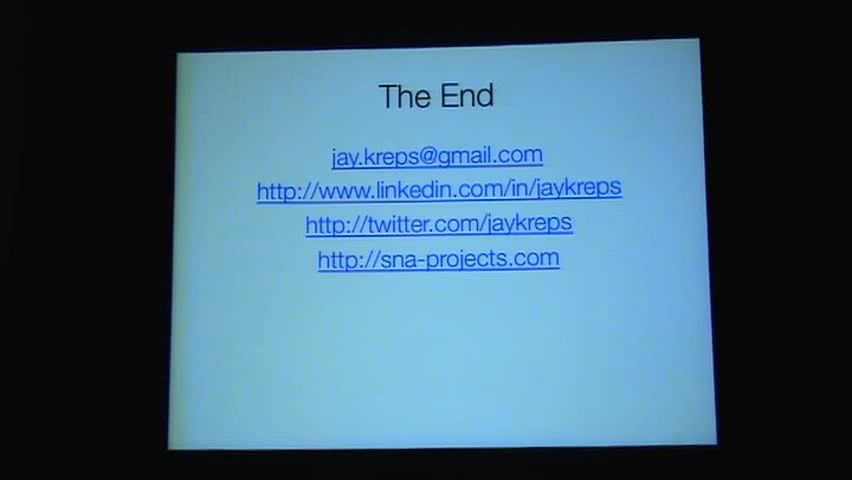 The End
jay.kreps@gmail.com
http://www.linkedin.com/in/jaykreps
http://twitter.com/jaykreps
http://sna-projects.com